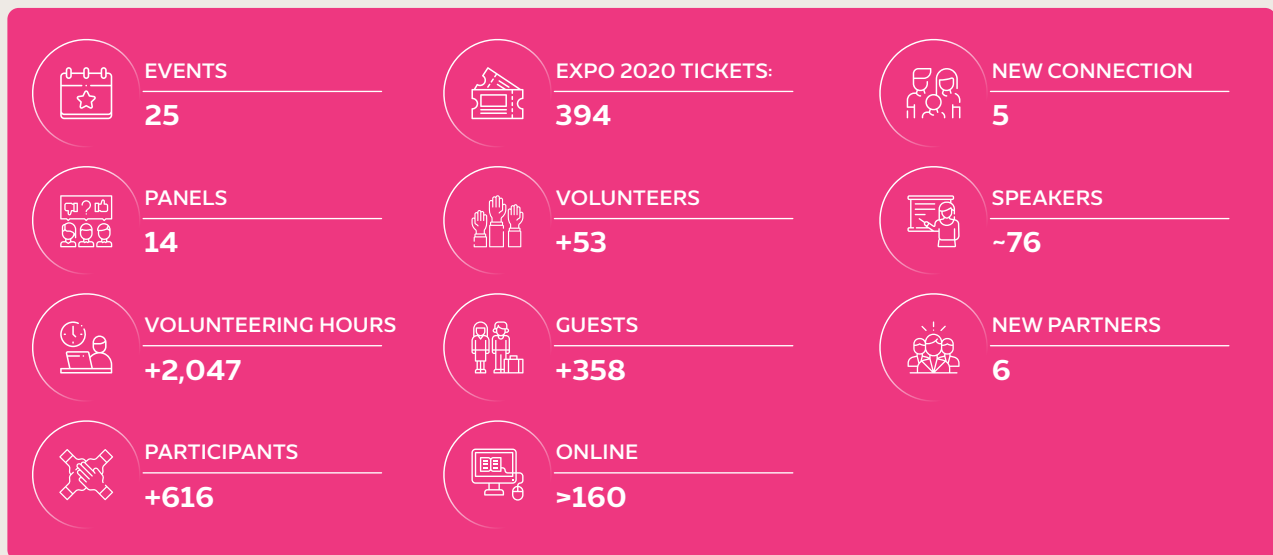 EVENTS
25
EXPO 2020 TICKETS:
394
NEW CONNECTION
5
PANELS
14
VOLUNTEERS
+53
SPEAKERS
~76
VOLUNTEERING HOURS
+2,047
GUESTS
+358
NEW PARTNERS
6
PARTICIPANTS
+616
ONLINE
>160